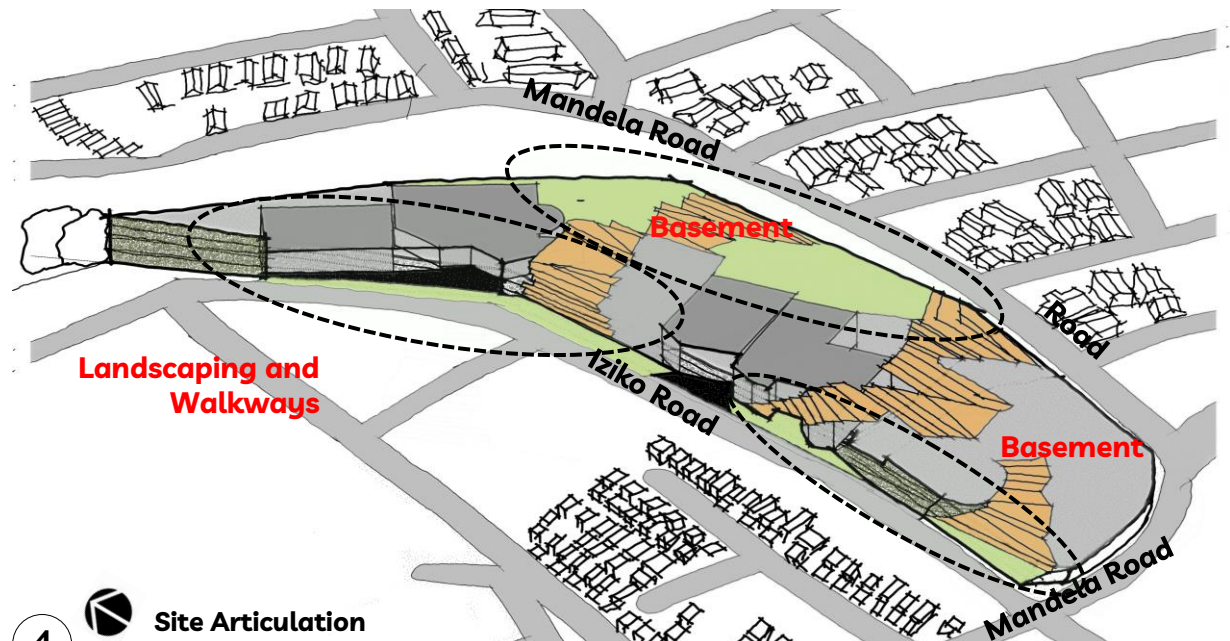 Mandela Road
Basement
Road
Landscaping and
Walkways
Iziko Road
Basement
Mandela Road
4
Site Articulation